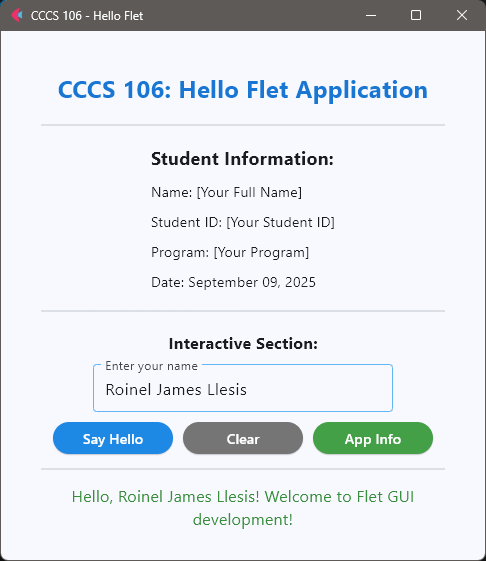 CCCS 106 - Hello Flet
CCCS 106: Hello Flet Application
Student Information:
Name: [Your Full Name]
Student ID: [Your Student ID]
Program: [Your Program]
Date: September 09, 2025
Interactive Section:
Enter your name
Roinel James Llesis
Say Hello
Clear
App Info
Hello, Roinel James Llesis! Welcome to Flet GUI
development!